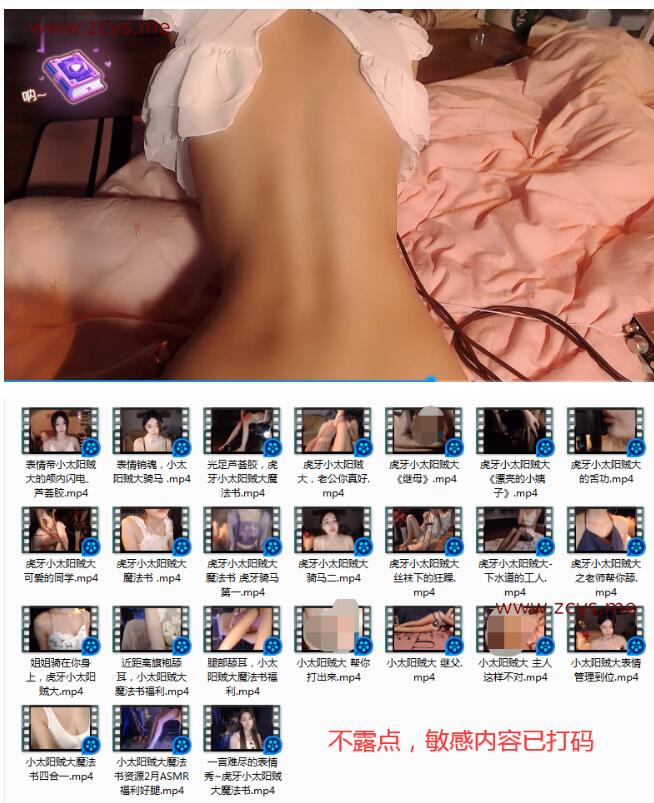 www.zcys.me
呐~
表情帝小太阳贼
大的颅内闪电、
芦荟胶.mp4
表情销魂，小太
阳贼大骑马 .mp4
光足芦荟胶，虎
牙小太阳贼大魔
法书.mp4
虎牙小太阳贼
大，老公你真好.
mp4
虎牙小太阳贼大
《继母》.mp4
虎牙小太阳贼大
《漂亮的小姨
子》.mp4
虎牙小太阳贼大
的舌功.mp4
虎牙小太阳贼大
可爱的同学.mp4
虎牙小太阳贼大
魔法书 .mp4
虎牙小太阳贼大
魔法书 虎牙骑马
第一.mp4
虎牙小太阳贼大
骑马二.mp4
虎牙小太阳贼大
丝袜下的狂躁.
mp4
虎牙小太阳贼大-
下水道的工人.
mp4
虎牙小太阳贼大
之老师帮你舔.
mp4
www.zcys.me
姐姐骑在你身
上，虎牙小太阳
贼大.mp4
近距离旗袍舔
耳，小太阳贼大
魔法书福利.mp4
腿部舔耳，小太
阳贼大魔法书福
利.mp4
小太阳贼大 帮你
打出来.mp4
小太阳贼大 继父.
mp4
小太阳贼大 主人
这样不对.mp4
小太阳贼大表情
管理到位.mp4
小太阳贼大魔法
书四合一.mp4
小太阳贼大魔法
书资源2月ASMR
福利好腿.mp4
一言难尽的表情
秀~虎牙小太阳贼
大魔法书.mp4
不露点，敏感内容已打码